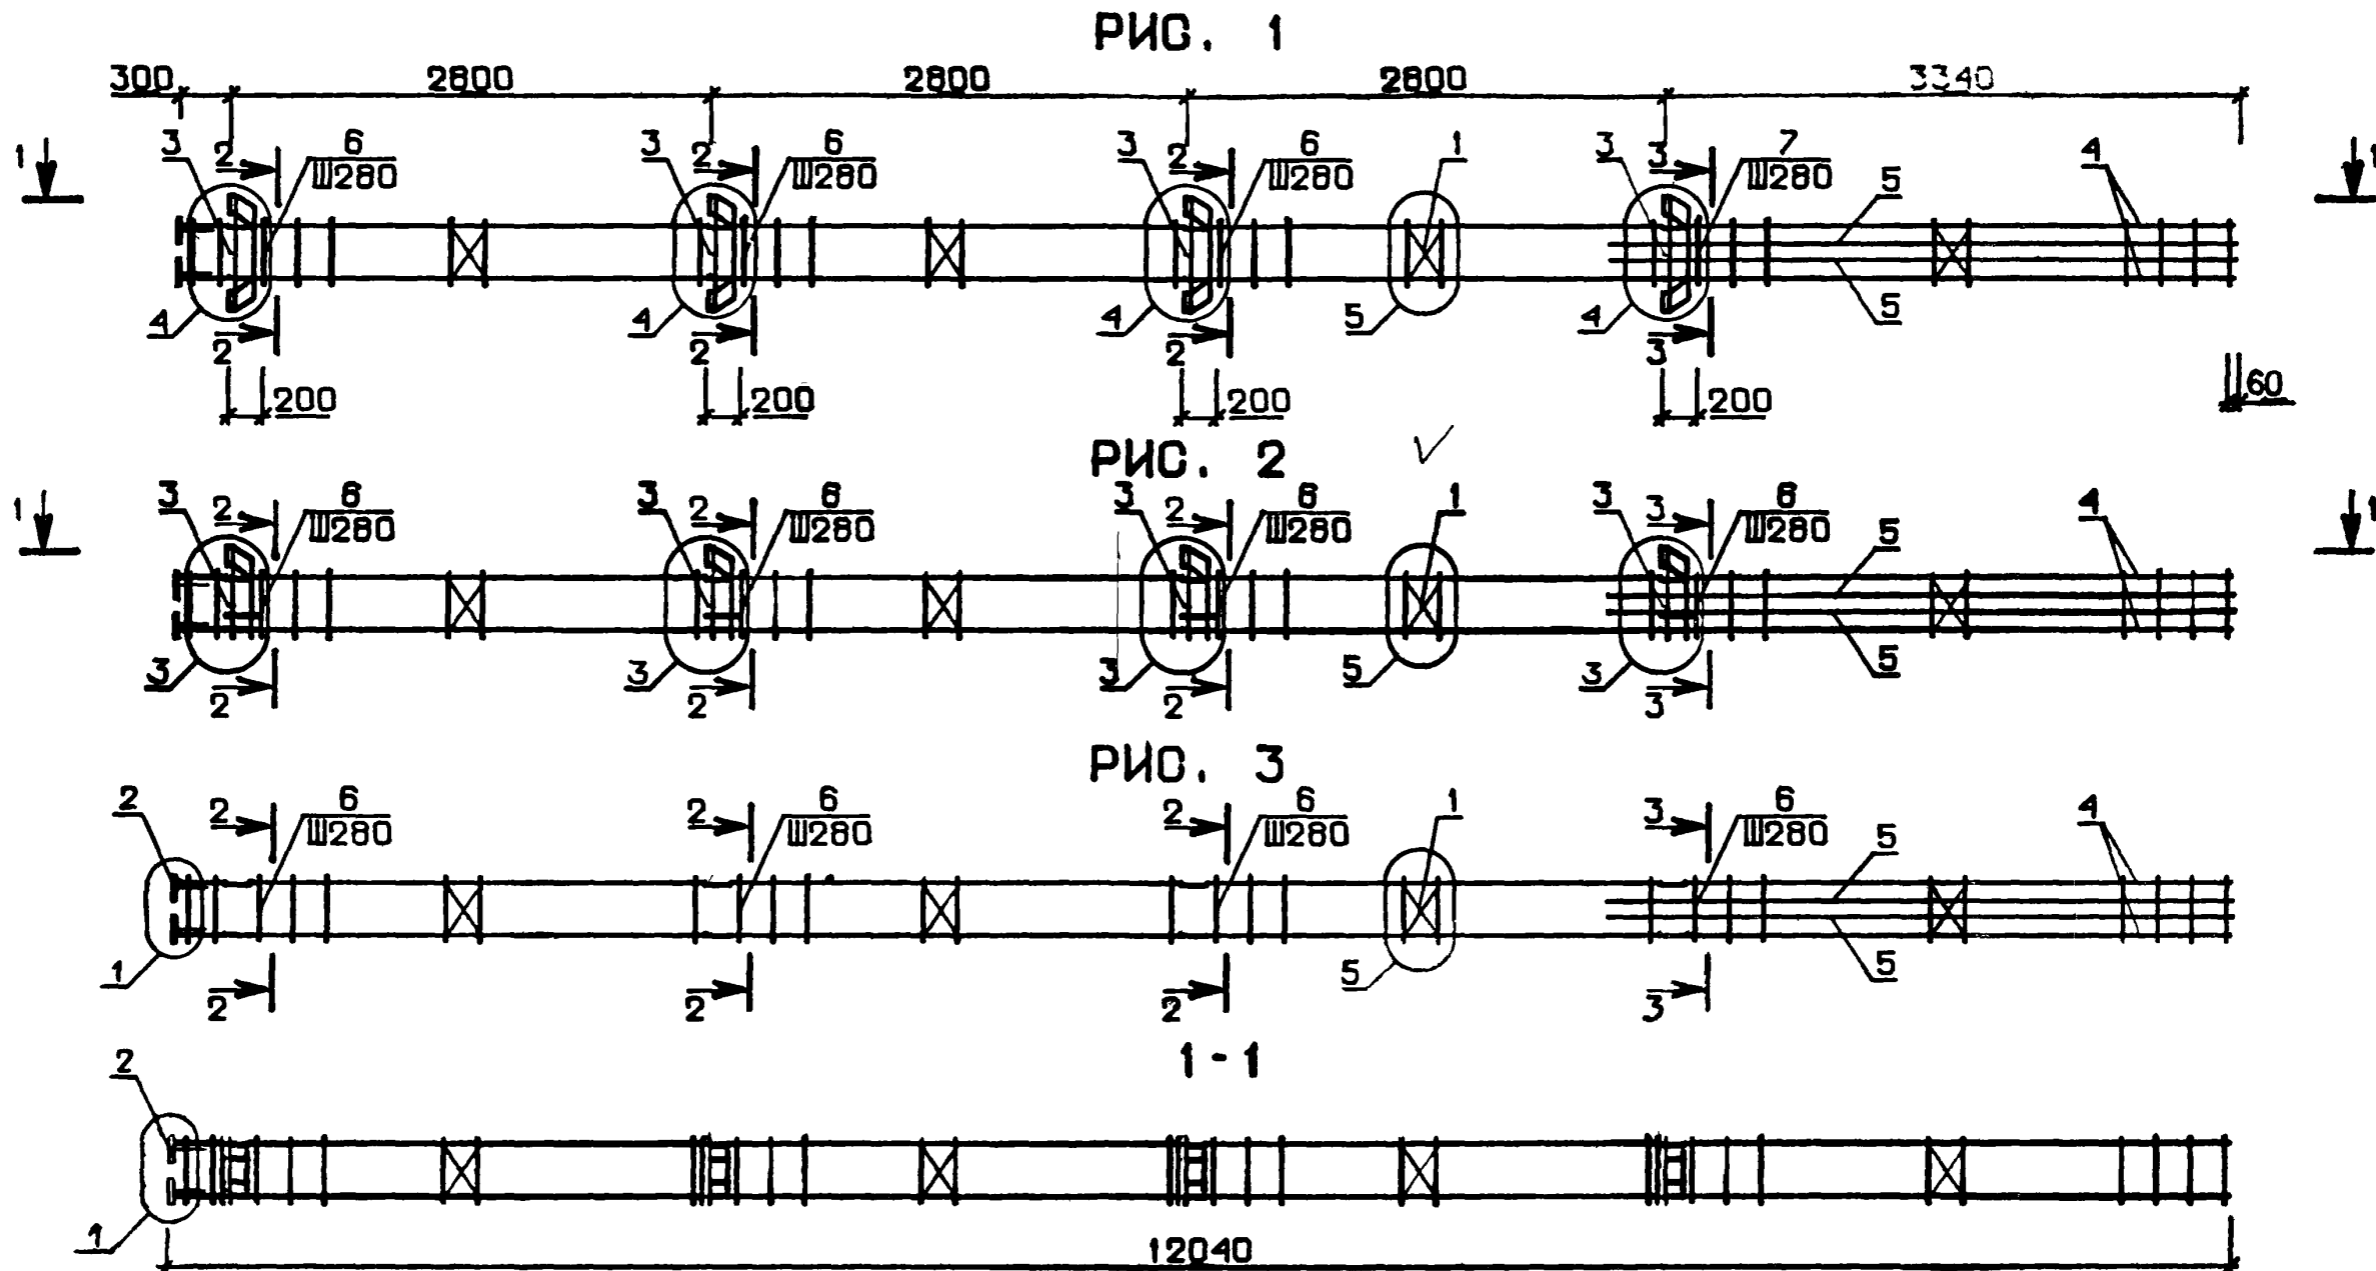 РИС. 1
300 2800 2800 2800 3340
1 3 2 6 3 2 6 3 2 6 1 3 3 7 5 4 1
Ш280 Ш280 Ш280 Ш280
4 2 4 2 4 2 5 4 3 5
200 200 200 200 60
РИС. 2
1 3 2 6 3 2 6 3 2 6 1 3 3 6 5 4 1
Ш280 Ш280 Ш280 Ш280
3 2 3 2 3 2 5 3 3 5
РИС. 3
2 2 6 2 6 2 6 1 3 6 5 4
Ш280 Ш280 Ш280 Ш280
1 2 2 2 5 3 5
1-1
2
1
12040